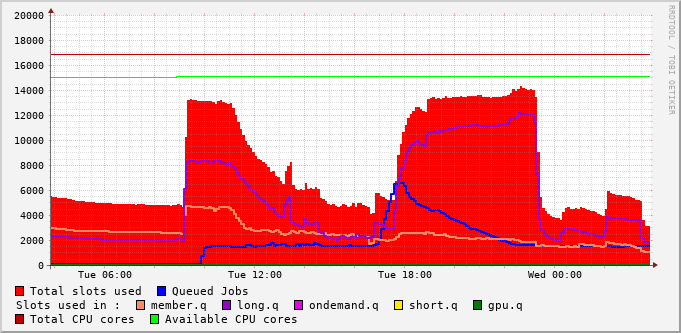 20000
18000
16000
14000
12000
10000
8000
6000
4000
2000
0
Tue 06:00 Tue 12:00 Tue 18:00 Wed 00:00
Total slots used Queued Jobs
Slots used in : member.q long.q ondemand.q short.q gpu.q
Total CPU cores Available CPU cores
RRDTOOL / TOBI OETIKER